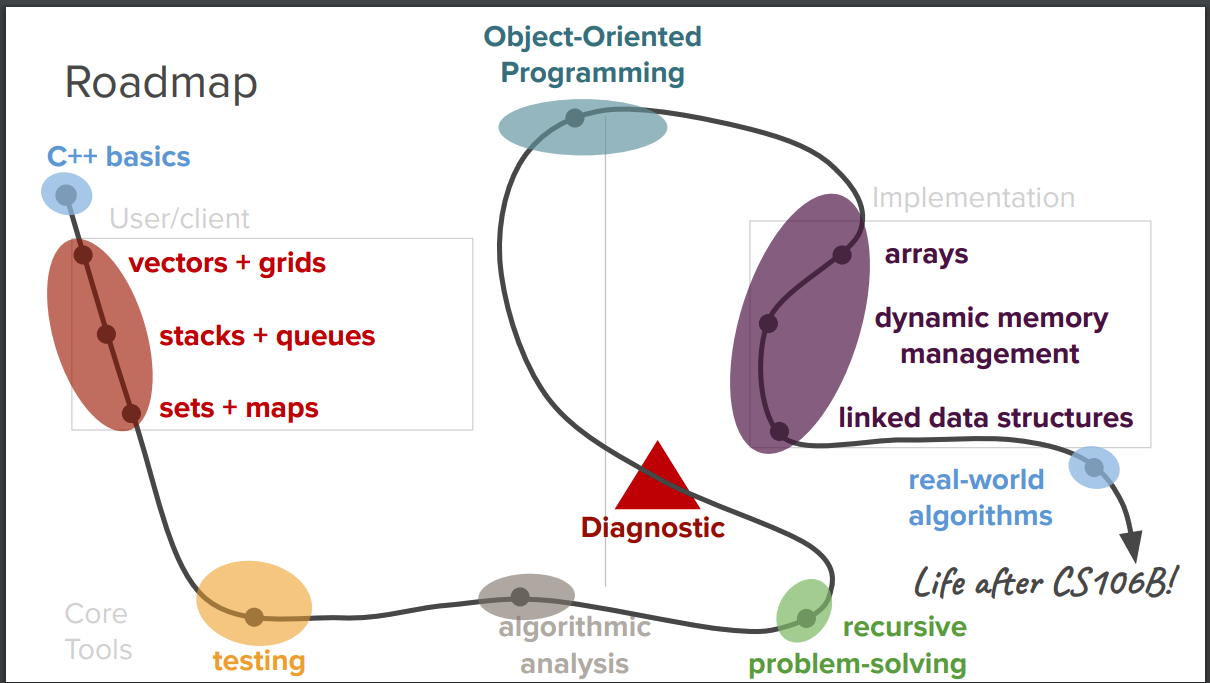 Object-Oriented
Programming
Roadmap
C++ basics
User/client
vectors + grids
stacks + queues
sets + maps
Implementation
arrays
dynamic memory
management
linked data structures
real-world
algorithms
Diagnostic
Life after CS106B!
Core
Tools
testing
algorithmic
analysis
recursive
problem-solving